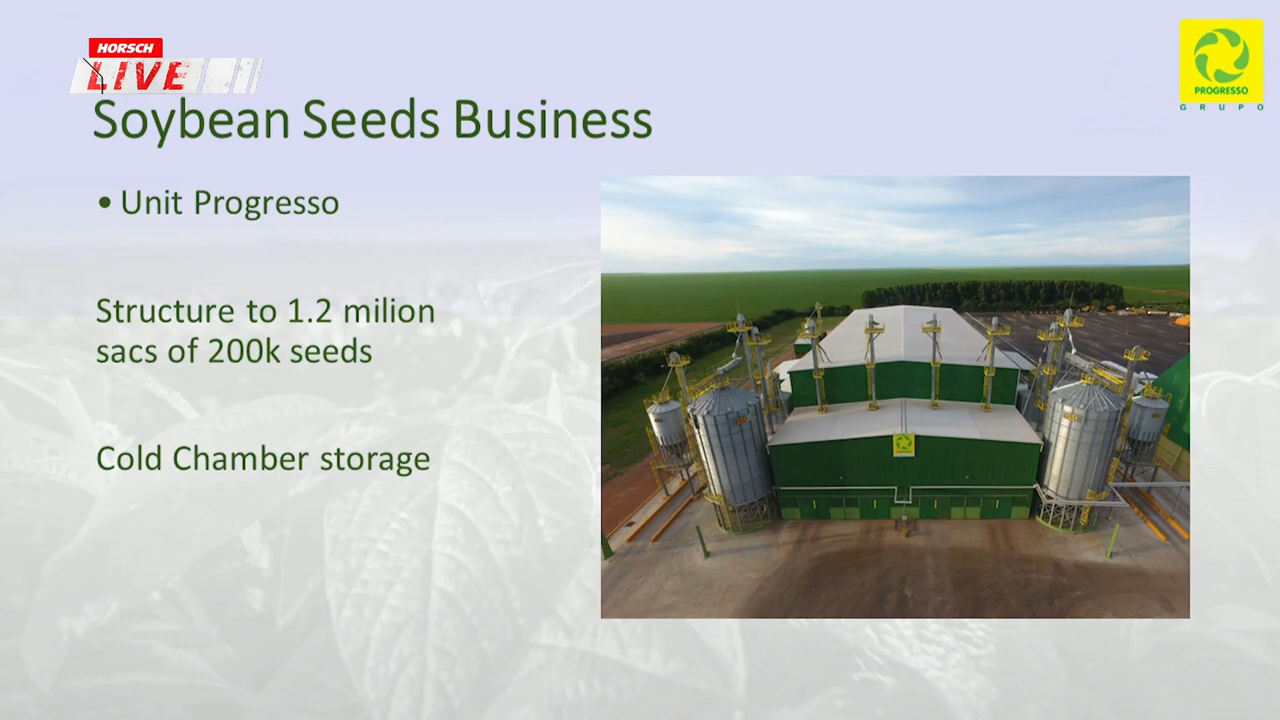 HORSCH
LIVE
PROGRESSO
GRUPO
Soybean Seeds Business
• Unit Progresso
Structure to 1.2 milion
sacs of 200k seeds
Cold Chamber storage